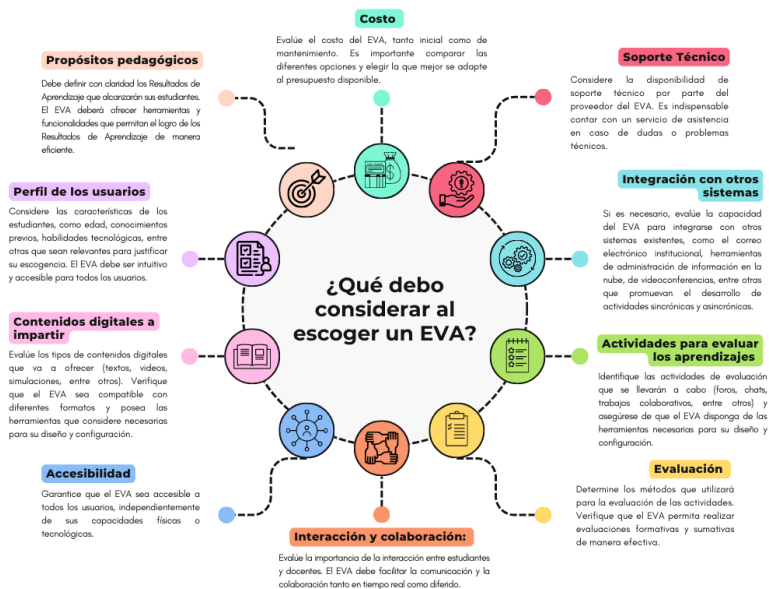 Costo
Evalúe el costo del EVA, tanto inicial como de
mantenimiento. Es importante comparar las
diferentes opciones y elegir la que mejor se adapte
al presupuesto disponible.
Propósitos pedagógicos
Debe definir con claridad los Resultados de
Aprendizaje que alcanzarán sus estudiantes.
El EVA deberá ofrecer herramientas y
funcionalidades que permitan el logro de los
Resultados de Aprendizaje de manera
eficiente.
Soporte Técnico
Considere la disponibilidad de
soporte técnico por parte del
proveedor del EVA. Es indispensable
contar con un servicio de asistencia
en caso de dudas o problemas
técnicos.
Perfil de los usuarios
Considere las características de los
estudiantes, como edad, conocimientos
previos, habilidades tecnológicas, entre
otras que sean relevantes para justificar
su escogencia. El EVA debe ser intuitivo
y accesible para todos los usuarios.
Integración con otros
sistemas
Si es necesario, evalúe la capacidad
del EVA para integrarse con otros
sistemas existentes, como el correo
electrónico institucional, herramientas
de administración de información en la
nube, de videoconferencias, entre otras
que promuevan el desarrollo de
actividades sincrónicas y asincrónicas.
¿Qué debo
considerar al
escoger un EVA?
Contenidos digitales a
impartir
Evalúe los tipos de contenidos digitales
que va a ofrecer (textos, videos,
simulaciones, entre otros). Verifique
que el EVA sea compatible con
diferentes formatos y posea las
herramientas que considere necesarias
para su diseño y configuración.
Actividades para evaluar
los aprendizajes
Identifique las actividades de evaluación
que se llevarán a cabo (foros, chats,
trabajos colaborativos, entre otros) y
asegúrese de que el EVA disponga de las
herramientas necesarias para su diseño y
configuración.
Accesibilidad
Garantice que el EVA sea accesible a
todos los usuarios, independientemente
de sus capacidades físicas o
tecnológicas.
Evaluación
Determine los métodos que utilizará
para la evaluación de las actividades.
Verifique que el EVA permita realizar
evaluaciones formativas y sumativas
de manera efectiva.
Interacción y colaboración:
Evalúe la importancia de la interacción entre estudiantes
y docentes. El EVA debe facilitar la comunicación y la
colaboración tanto en tiempo real como diferido.